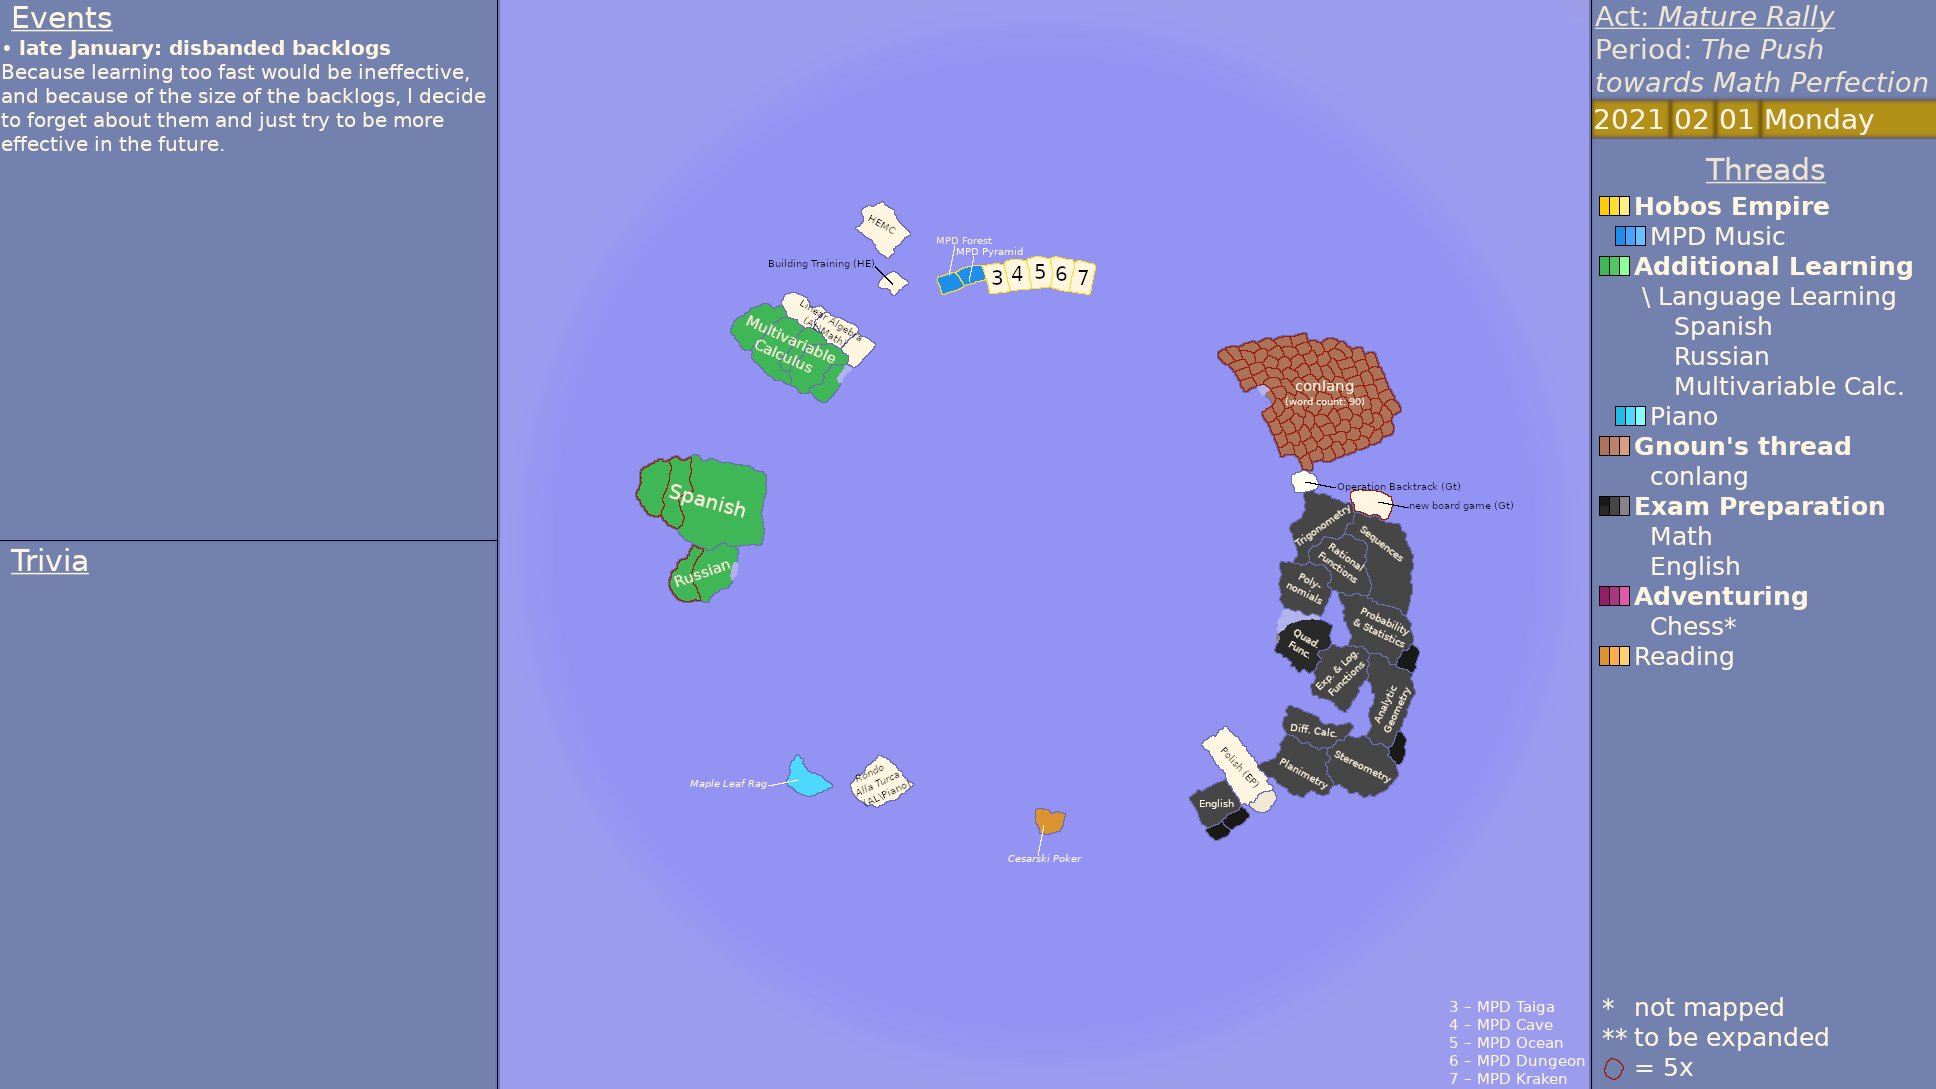 Events
• late January: disbanded backlogs
Because learning too fast would be ineffective,
and because of the size of the backlogs, I decide
to forget about them and just try to be more
effective in the future.
Trivia
HEMC
MPD Forest
MPD Pyramid
Building Training (HE)
3 4 5 6 7
Linear Algebra
(AL\Math)
Multivariable
Calculus
conlang
(word count: 90)
Spanish
Russian
Operation Backtrack (Gt)
new board game (Gt)
Trigonometry
Sequences
Rational
Functions
Poly-
nomials
Probability
& Statistics
Quad.
Func.
Exp. & Log.
Functions
Analytic
Geometry
Diff. Calc.
Planimetry
Stereometry
Polish (EP)
English
Maple Leaf Rag
Rondo
Alla Turca
(AL\Piano)
Cesarski Poker
3 – MPD Taiga
4 – MPD Cave
5 – MPD Ocean
6 – MPD Dungeon
7 – MPD Kraken
Act: Mature Rally
Period: The Push
towards Math Perfection
2021 02 01 Monday
Threads
Hobos Empire
MPD Music
Additional Learning
\ Language Learning
Spanish
Russian
Multivariable Calc.
Piano
Gnoun's thread
conlang
Exam Preparation
Math
English
Adventuring
Chess*
Reading
* not mapped
** to be expanded
= 5x